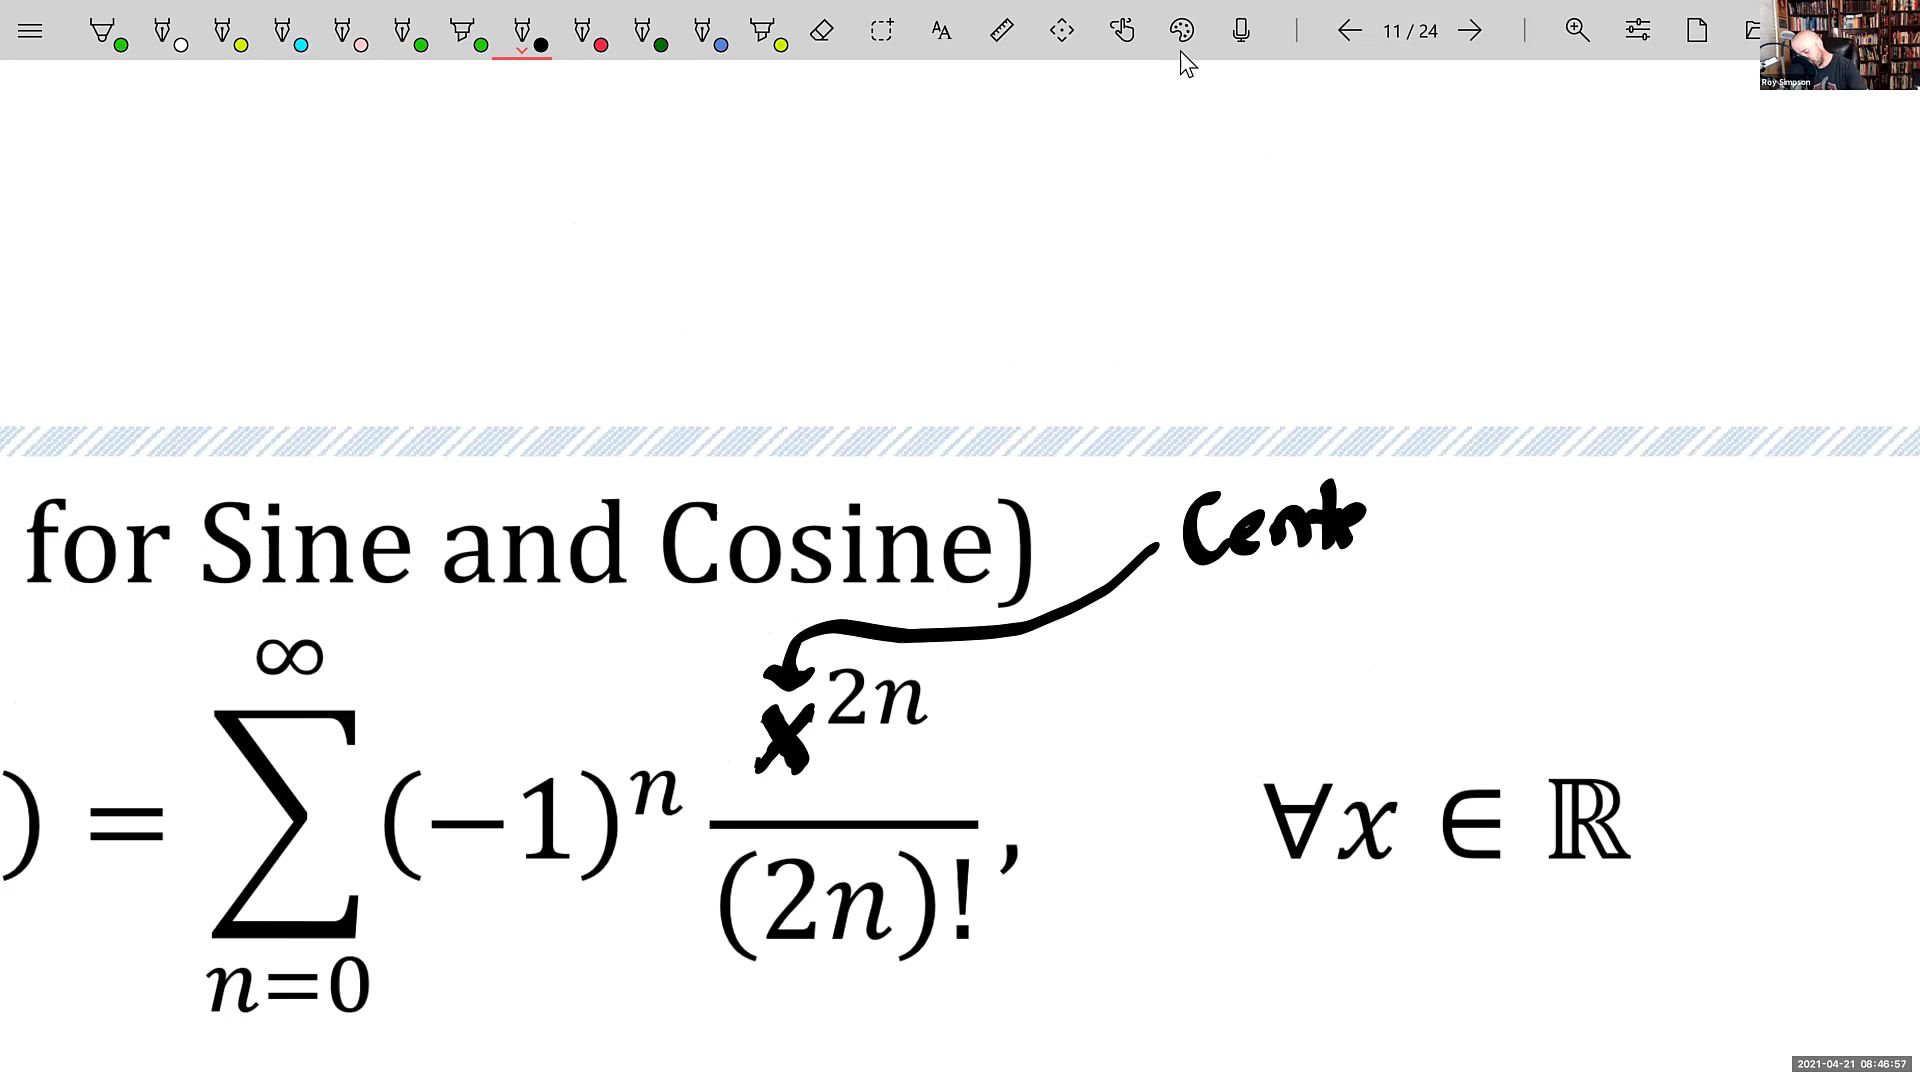 11 / 24
Roy Simpson
for Sine and Cosine)
Cente
) = ∑_{n=0}^{∞} (−1)^n x^{2n} / (2n)!, ∀x ∈ ℝ
2021-04-21 08:46:57